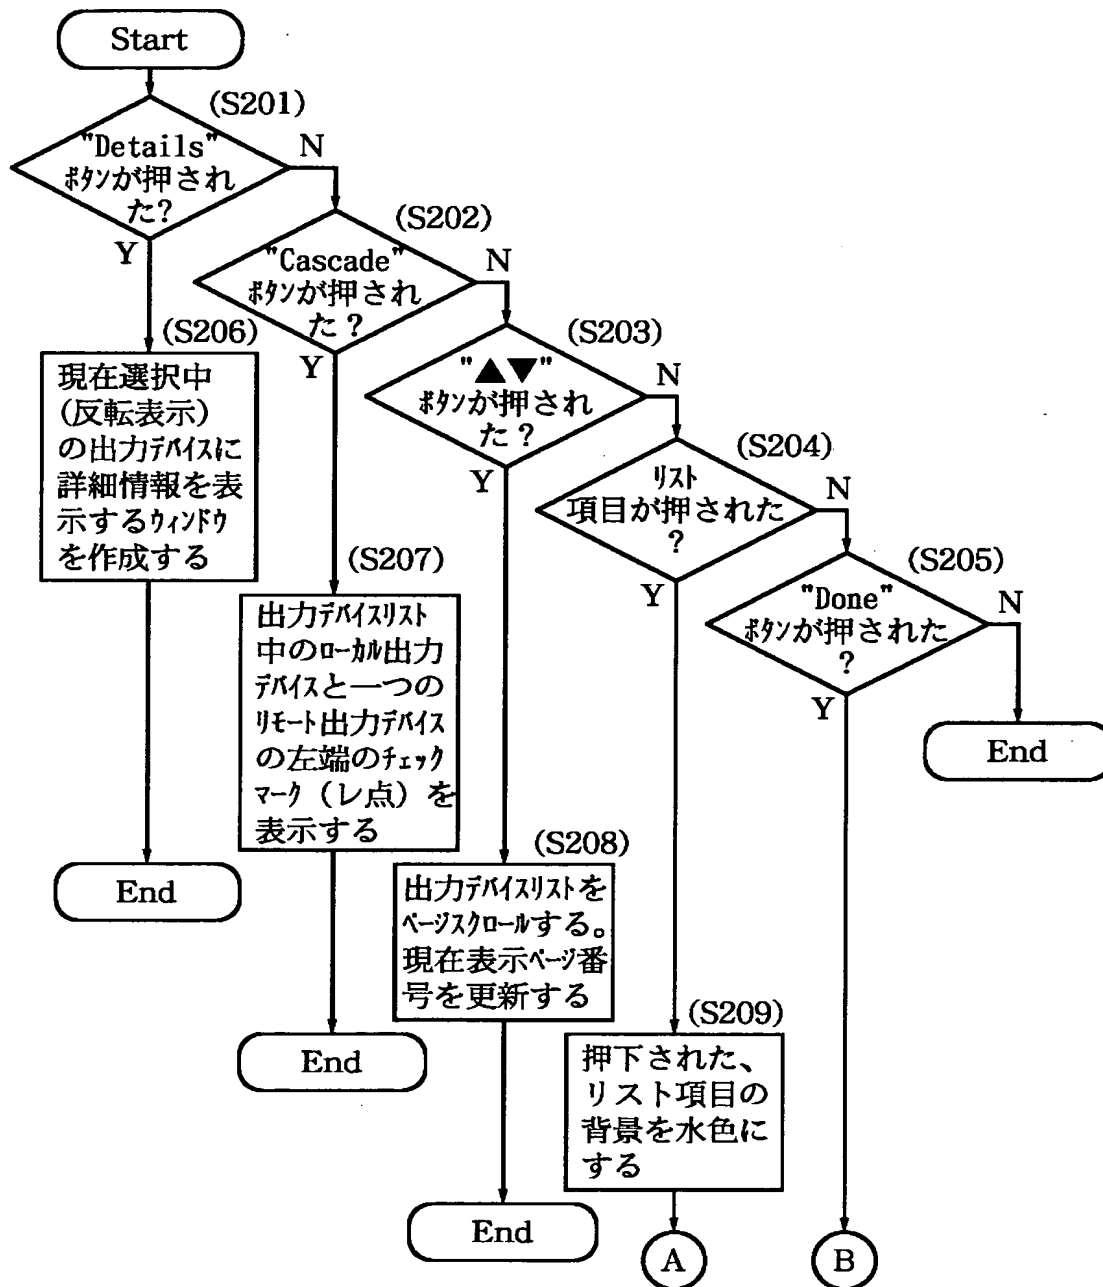 Start
(S201)
"Details"
ボタンが押され
た?
N
Y
(S202)
"Cascade"
ボタンが押され
た?
N
Y
(S203)
"▲▼"
ボタンが押され
た?
N
Y
(S204)
リスト
項目が押された
?
N
Y
(S205)
"Done"
ボタンが押された
?
N
Y
End
(S206)
現在選択中
(反転表示)
の出力デバイスに
詳細情報を表
示するウィンドウ
を作成する
End
(S207)
出力デバイスリスト
中のローカル出力
デバイスと一つの
リモート出力デバイス
の左端のチェック
マーク(レ点)を
表示する
End
(S208)
出力デバイスリストを
ページスクロールする。
現在表示ページ番
号を更新する
End
(S209)
押下された、
リスト項目の
背景を水色に
する
A
B